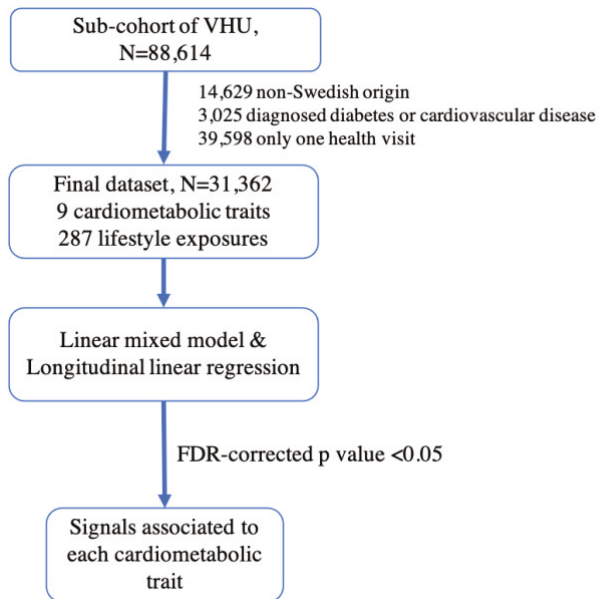 Sub-cohort of VHU,
N=88,614
14,629 non-Swedish origin
3,025 diagnosed diabetes or cardiovascular disease
39,598 only one health visit
Final dataset, N=31,362
9 cardiometabolic traits
287 lifestyle exposures
Linear mixed model &
Longitudinal linear regression
FDR-corrected p value <0.05
Signals associated to
each cardiometabolic
trait